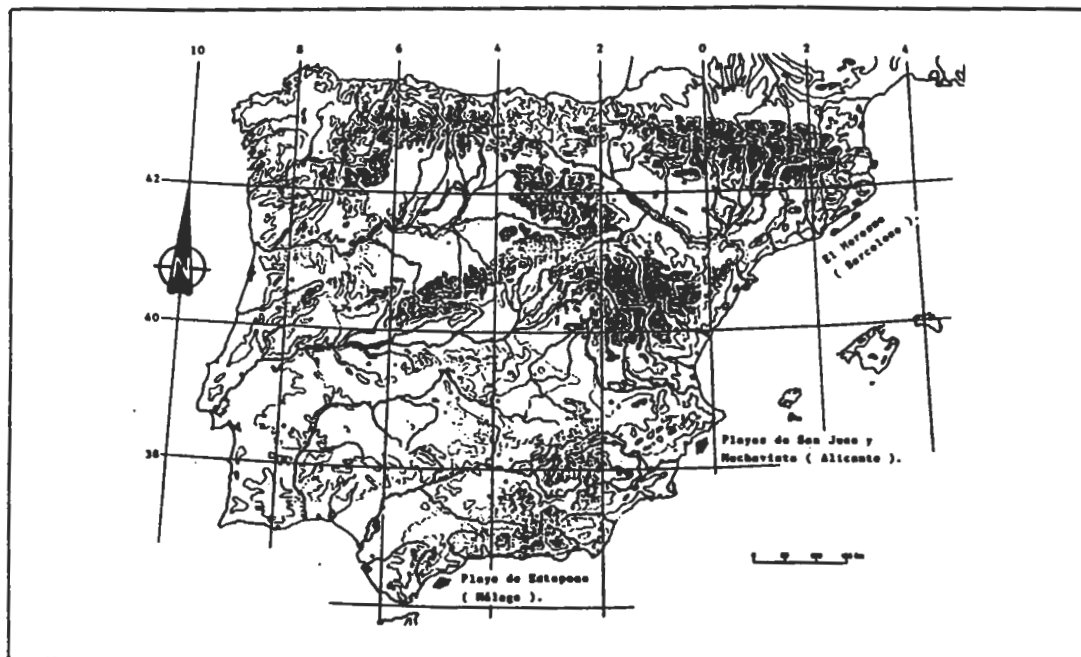 10 8 6 4 2 0 2 4
42
El Maresme
( Barcelona ).
40
Playas de San Juan y
Muchavista ( Alicante ).
38
Playa de Estepona
( Málaga ).